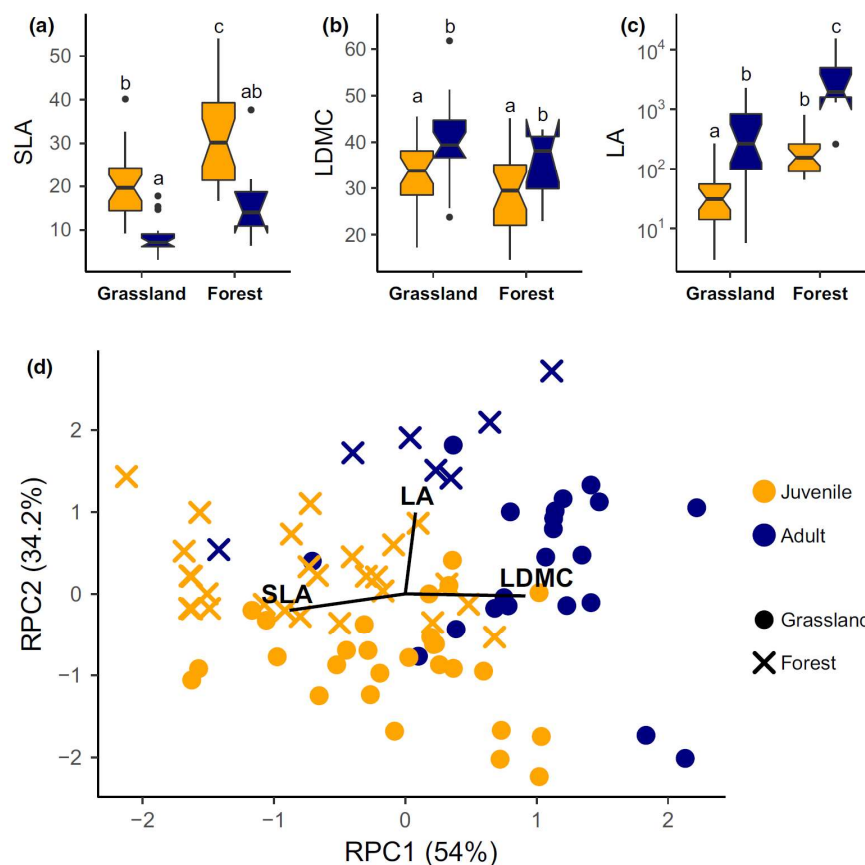 (a)
SLA
50
40
30
20
10
b
a
c
ab
Grassland Forest
(b)
LDMC
60
50
40
30
20
a
b
a
b
Grassland Forest
(c)
LA
10⁴
10³
10²
10¹
a
b
b
c
Grassland Forest
(d)
RPC2 (34.2%)
2
1
0
−1
−2
LA
SLA
LDMC
−2 −1 0 1 2
RPC1 (54%)
Juvenile
Adult
Grassland
Forest